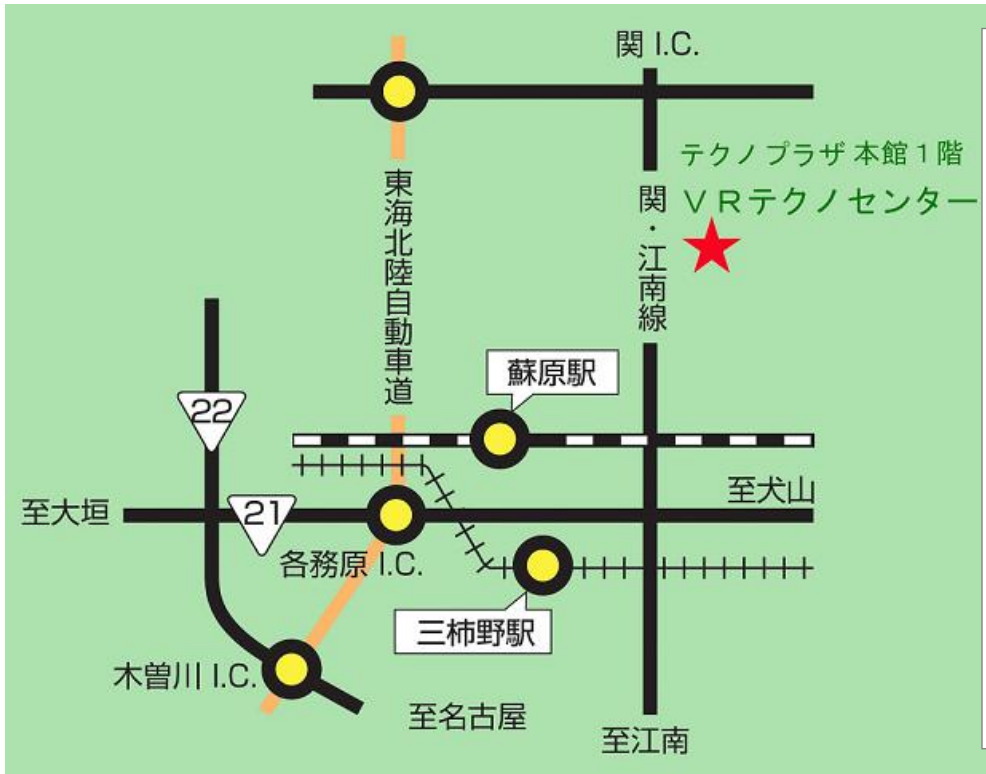 関 I.C.
テクノプラザ 本館1階
VRテクノセンター
東海北陸自動車道
関・江南線
蘇原駅
22
至犬山
至大垣
21
各務原 I.C.
三柿野駅
木曽川 I.C.
至名古屋
至江南